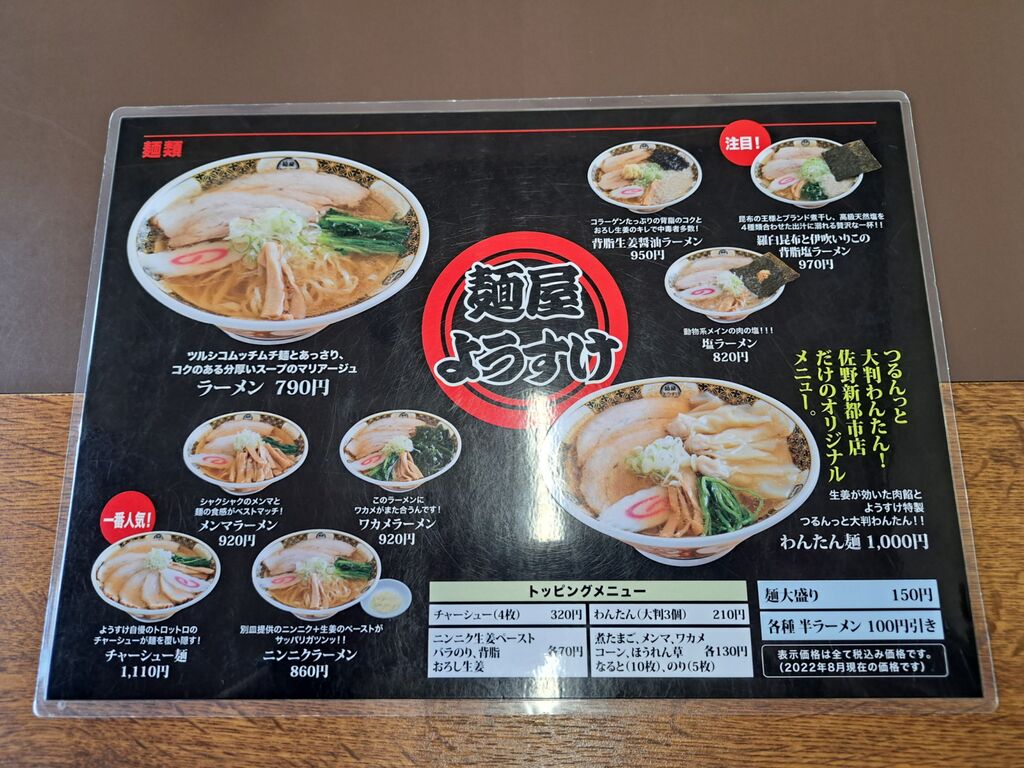 麺類
ツルシコムッチムチ麺とあっさり、
コクのある分厚いスープのマリアージュ
ラーメン 790円
シャクシャクのメンマと
麺の食感がベストマッチ!
メンマラーメン
920円
このラーメンに
ワカメがまた合うんです!
ワカメラーメン
920円
一番人気!
ようすけ自慢のトロットロの
チャーシューが麺を覆い隠す!
チャーシュー麺
1,110円
別皿提供のニンニク+生姜のペーストが
サッパリガツンッ!!
ニンニクラーメン
860円
麺屋
ようすけ
コラーゲンたっぷりの背脂のコクと
おろし生姜のキレで中毒者多数!
背脂生姜醤油ラーメン
950円
注目!
昆布の王様とブランド煮干し、高級天然塩を
4種類合わせた出汁に溺れる贅沢な一杯!!
羅臼昆布と伊吹いりこの
背脂塩ラーメン
970円
動物系メインの肉の塩!!!
塩ラーメン
820円
つるんっと
大判わんたん!
佐野新都市店
だけのオリジナル
メニュー。
生姜が効いた肉餡と
ようすけ特製
つるんっと大判わんたん!!
わんたん麺 1,000円
トッピングメニュー
チャーシュー(4枚) 320円
わんたん(大判3個) 210円
ニンニク生姜ペースト
バラのり、背脂 各70円
おろし生姜
煮たまご、メンマ、ワカメ
コーン、ほうれん草 各130円
なると(10枚)、のり(5枚)
麺大盛り 150円
各種 半ラーメン 100円引き
表示価格は全て税込み価格です。
(2022年8月現在の価格です)